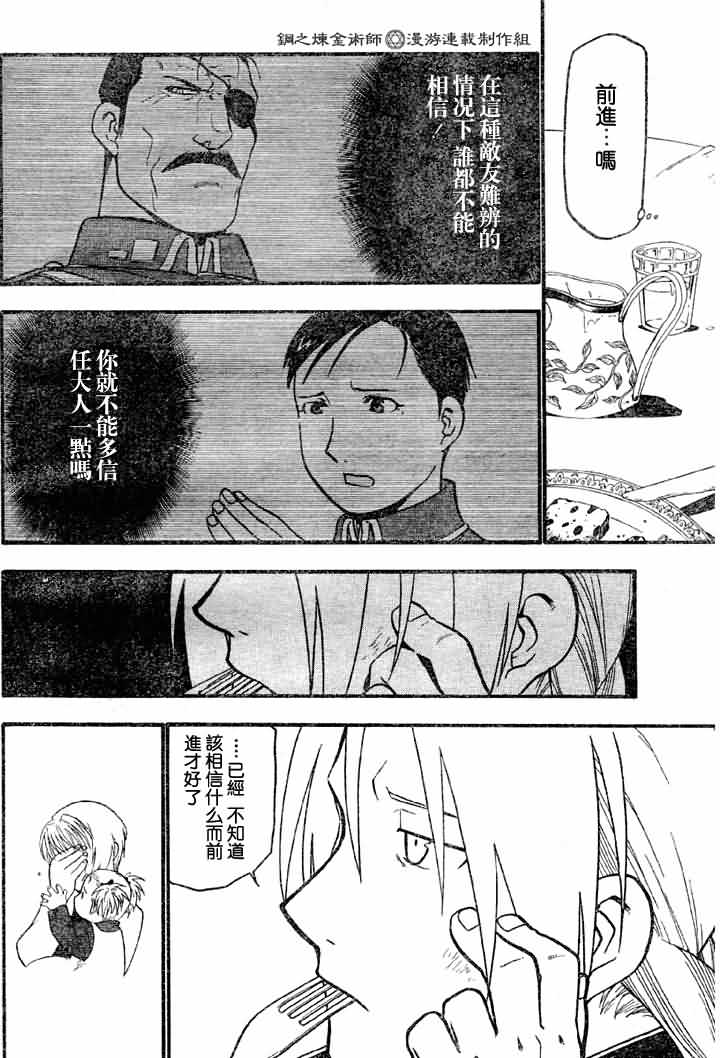 鋼之煉金術師 漫游連載制作組
前進…嗎
在這種敵友難辨的
情况下 誰都不能
相信!
你就不能多信
任大人一點嗎
‥‥已經 不知道
該相信什么而前
進才好了